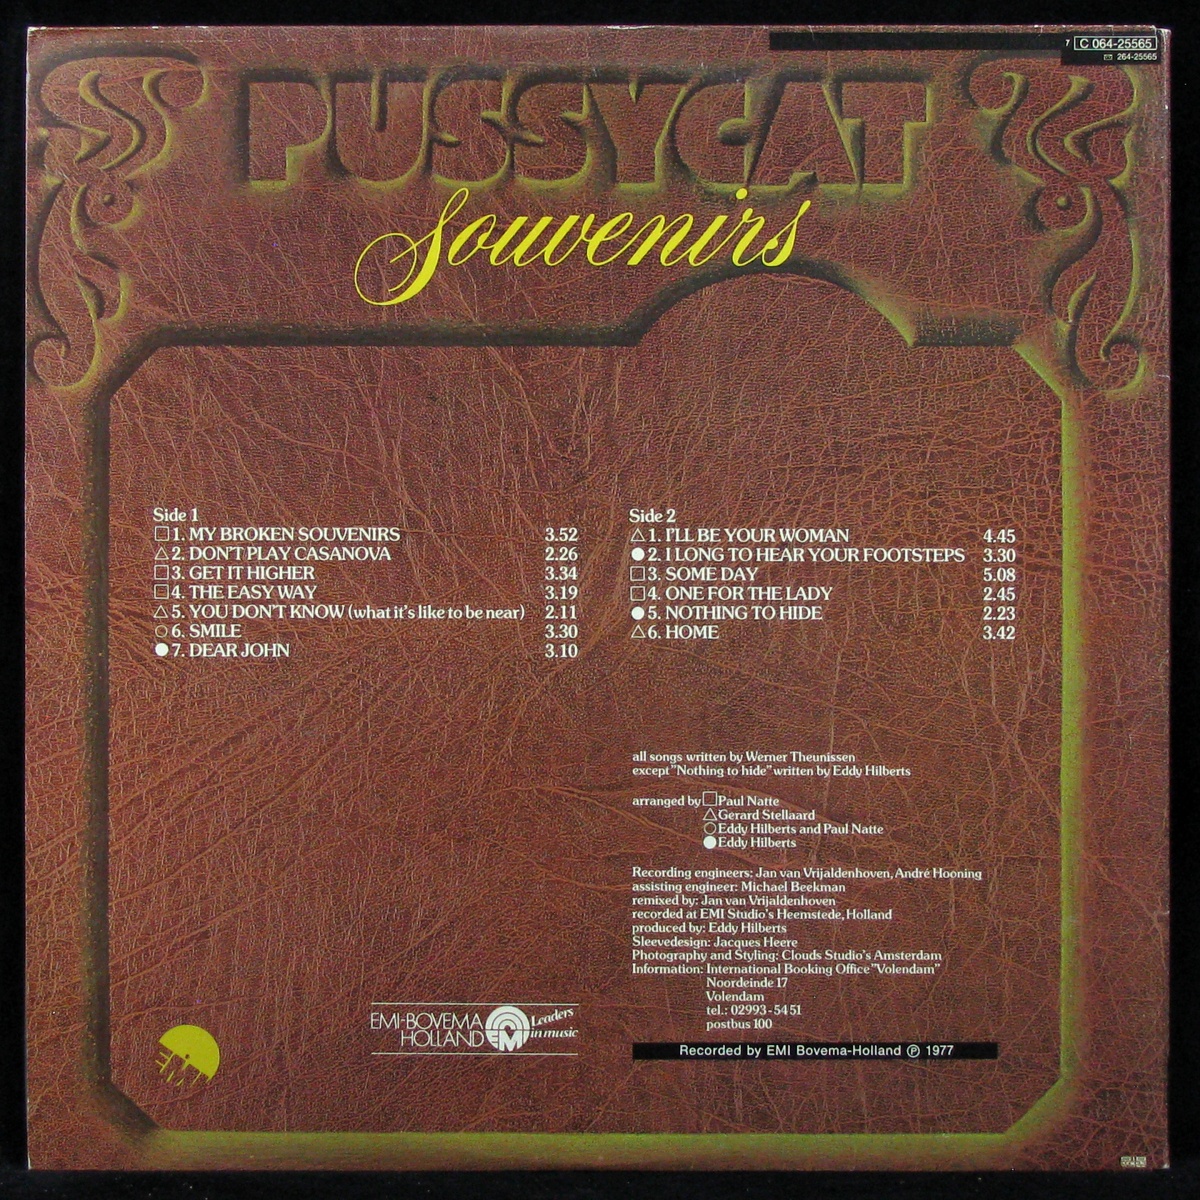 7 C 064-25565
264-25565
PUSSYCAT
Souvenirs
Side 1
□ 1. MY BROKEN SOUVENIRS 3.52
△ 2. DON'T PLAY CASANOVA 2.26
□ 3. GET IT HIGHER 3.34
□ 4. THE EASY WAY 3.19
△ 5. YOU DON'T KNOW (what it's like to be near) 2.11
○ 6. SMILE 3.30
● 7. DEAR JOHN 3.10
Side 2
△ 1. I'LL BE YOUR WOMAN 4.45
● 2. I LONG TO HEAR YOUR FOOTSTEPS 3.30
□ 3. SOME DAY 5.08
□ 4. ONE FOR THE LADY 2.45
● 5. NOTHING TO HIDE 2.23
△ 6. HOME 3.42
all songs written by Werner Theunissen
except "Nothing to hide" written by Eddy Hilberts
arranged by □ Paul Natte
△ Gerard Stellaard
○ Eddy Hilberts and Paul Natte
● Eddy Hilberts
Recording engineers: Jan van Vrijaldenhoven, André Hooning
assisting engineer: Michael Beekman
remixed by: Jan van Vrijaldenhoven
recorded at EMI Studio's Heemstede, Holland
produced by: Eddy Hilberts
Sleevedesign: Jacques Heere
Photography and Styling: Clouds Studio's Amsterdam
Information: International Booking Office "Volendam"
Noordeinde 17
Volendam
tel.: 02993-5451
postbus 100
EMI-BOVEMA
HOLLAND
Leaders
in music
EMI
Recorded by EMI Bovema-Holland Ⓟ 1977